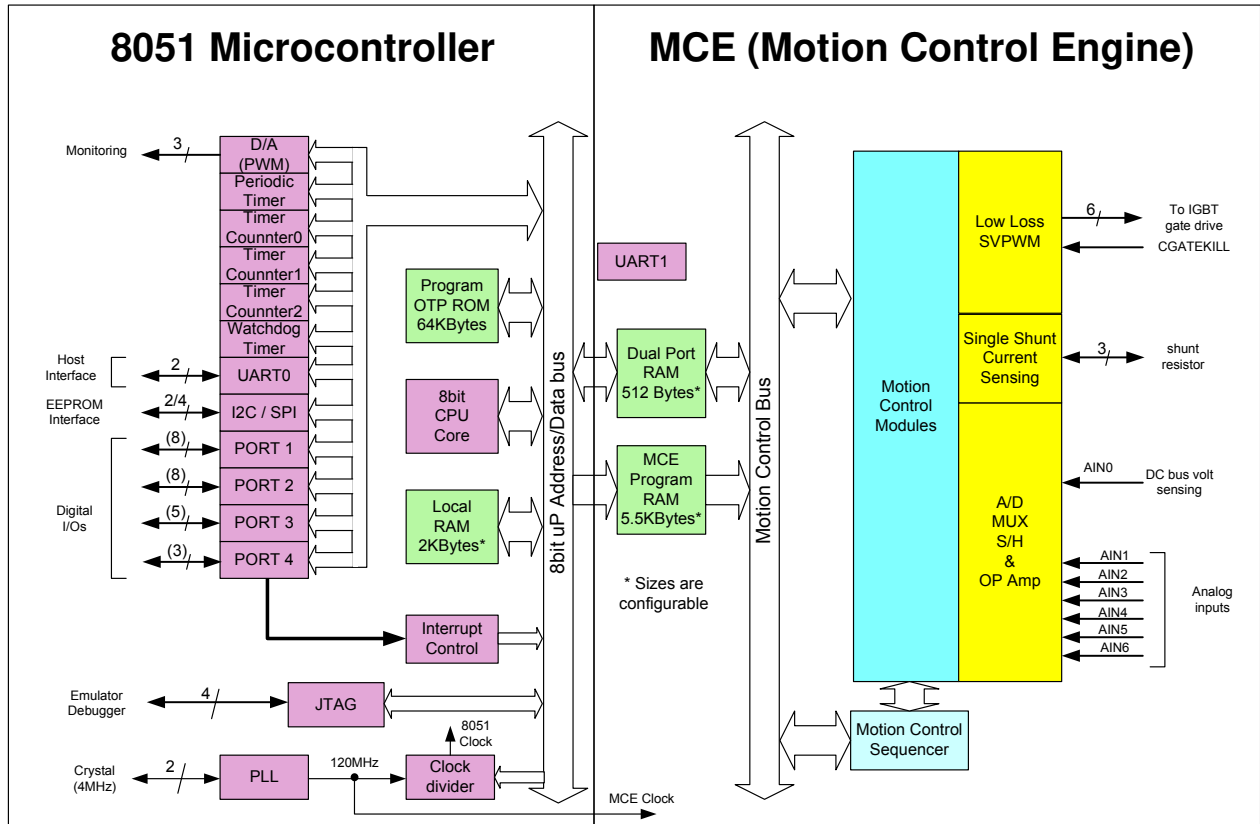 8051 Microcontroller
MCE (Motion Control Engine)
Monitoring
3
D/A
(PWM)
Periodic
Timer
Timer
Counnter0
Timer
Counnter1
Timer
Counnter2
Watchdog
Timer
Host
Interface
2
UART0
EEPROM
Interface
2/4
I2C / SPI
Digital
I/Os
(8)
PORT 1
(8)
PORT 2
(5)
PORT 3
(3)
PORT 4
Program
OTP ROM
64KBytes
8bit
CPU
Core
Local
RAM
2KBytes*
Interrupt
Control
Emulator
Debugger
4
JTAG
Crystal
(4MHz)
2
PLL
120MHz
8051
Clock
Clock
divider
MCE Clock
8bit uP Address/Data bus
UART1
Dual Port
RAM
512 Bytes*
MCE
Program
RAM
5.5KBytes*
* Sizes are
configurable
Motion Control Bus
Motion
Control
Modules
Low Loss
SVPWM
6
To IGBT
gate drive
CGATEKILL
Single Shunt
Current
Sensing
3
shunt
resistor
A/D
MUX
S/H
&
OP Amp
AIN0
DC bus volt
sensing
AIN1
AIN2
AIN3
AIN4
AIN5
AIN6
Analog
inputs
Motion Control
Sequencer